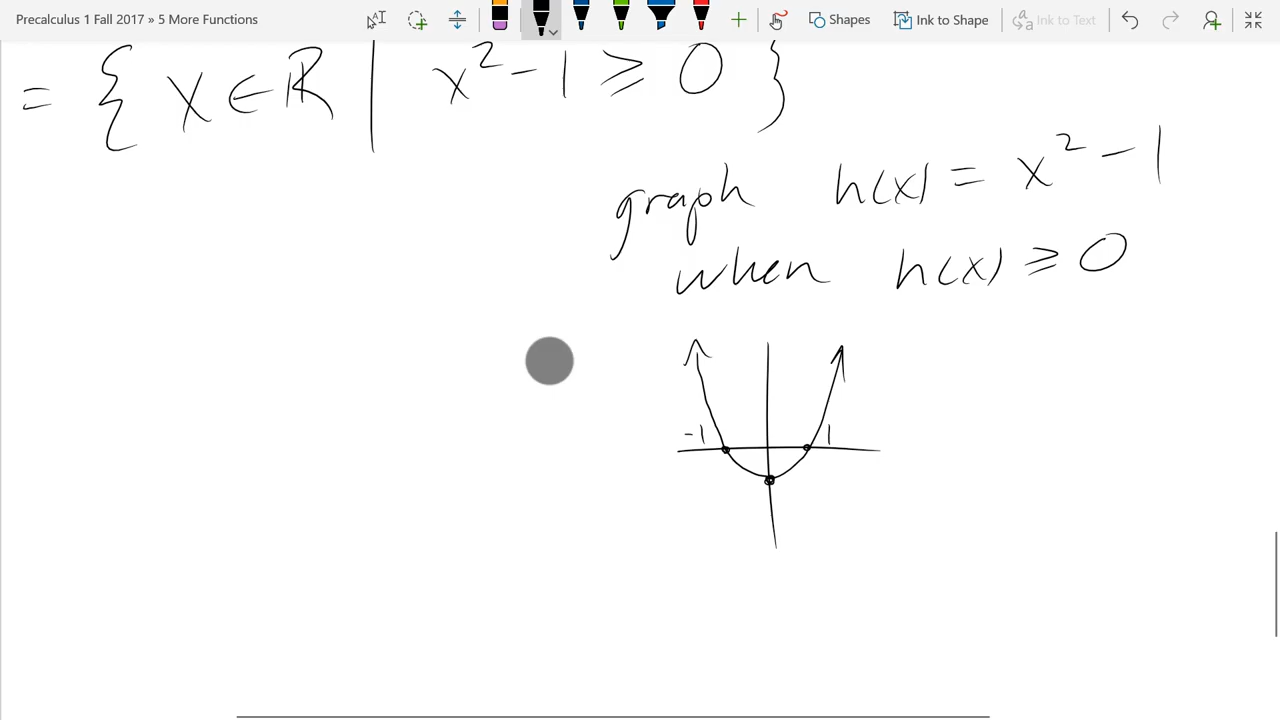 Precalculus 1 Fall 2017 » 5 More Functions
Shapes
Ink to Shape
Ink to Text
= { x ∈ ℝ | x² - 1 ≥ 0 }
graph h(x) = x² - 1
when h(x) ≥ 0
-1 1